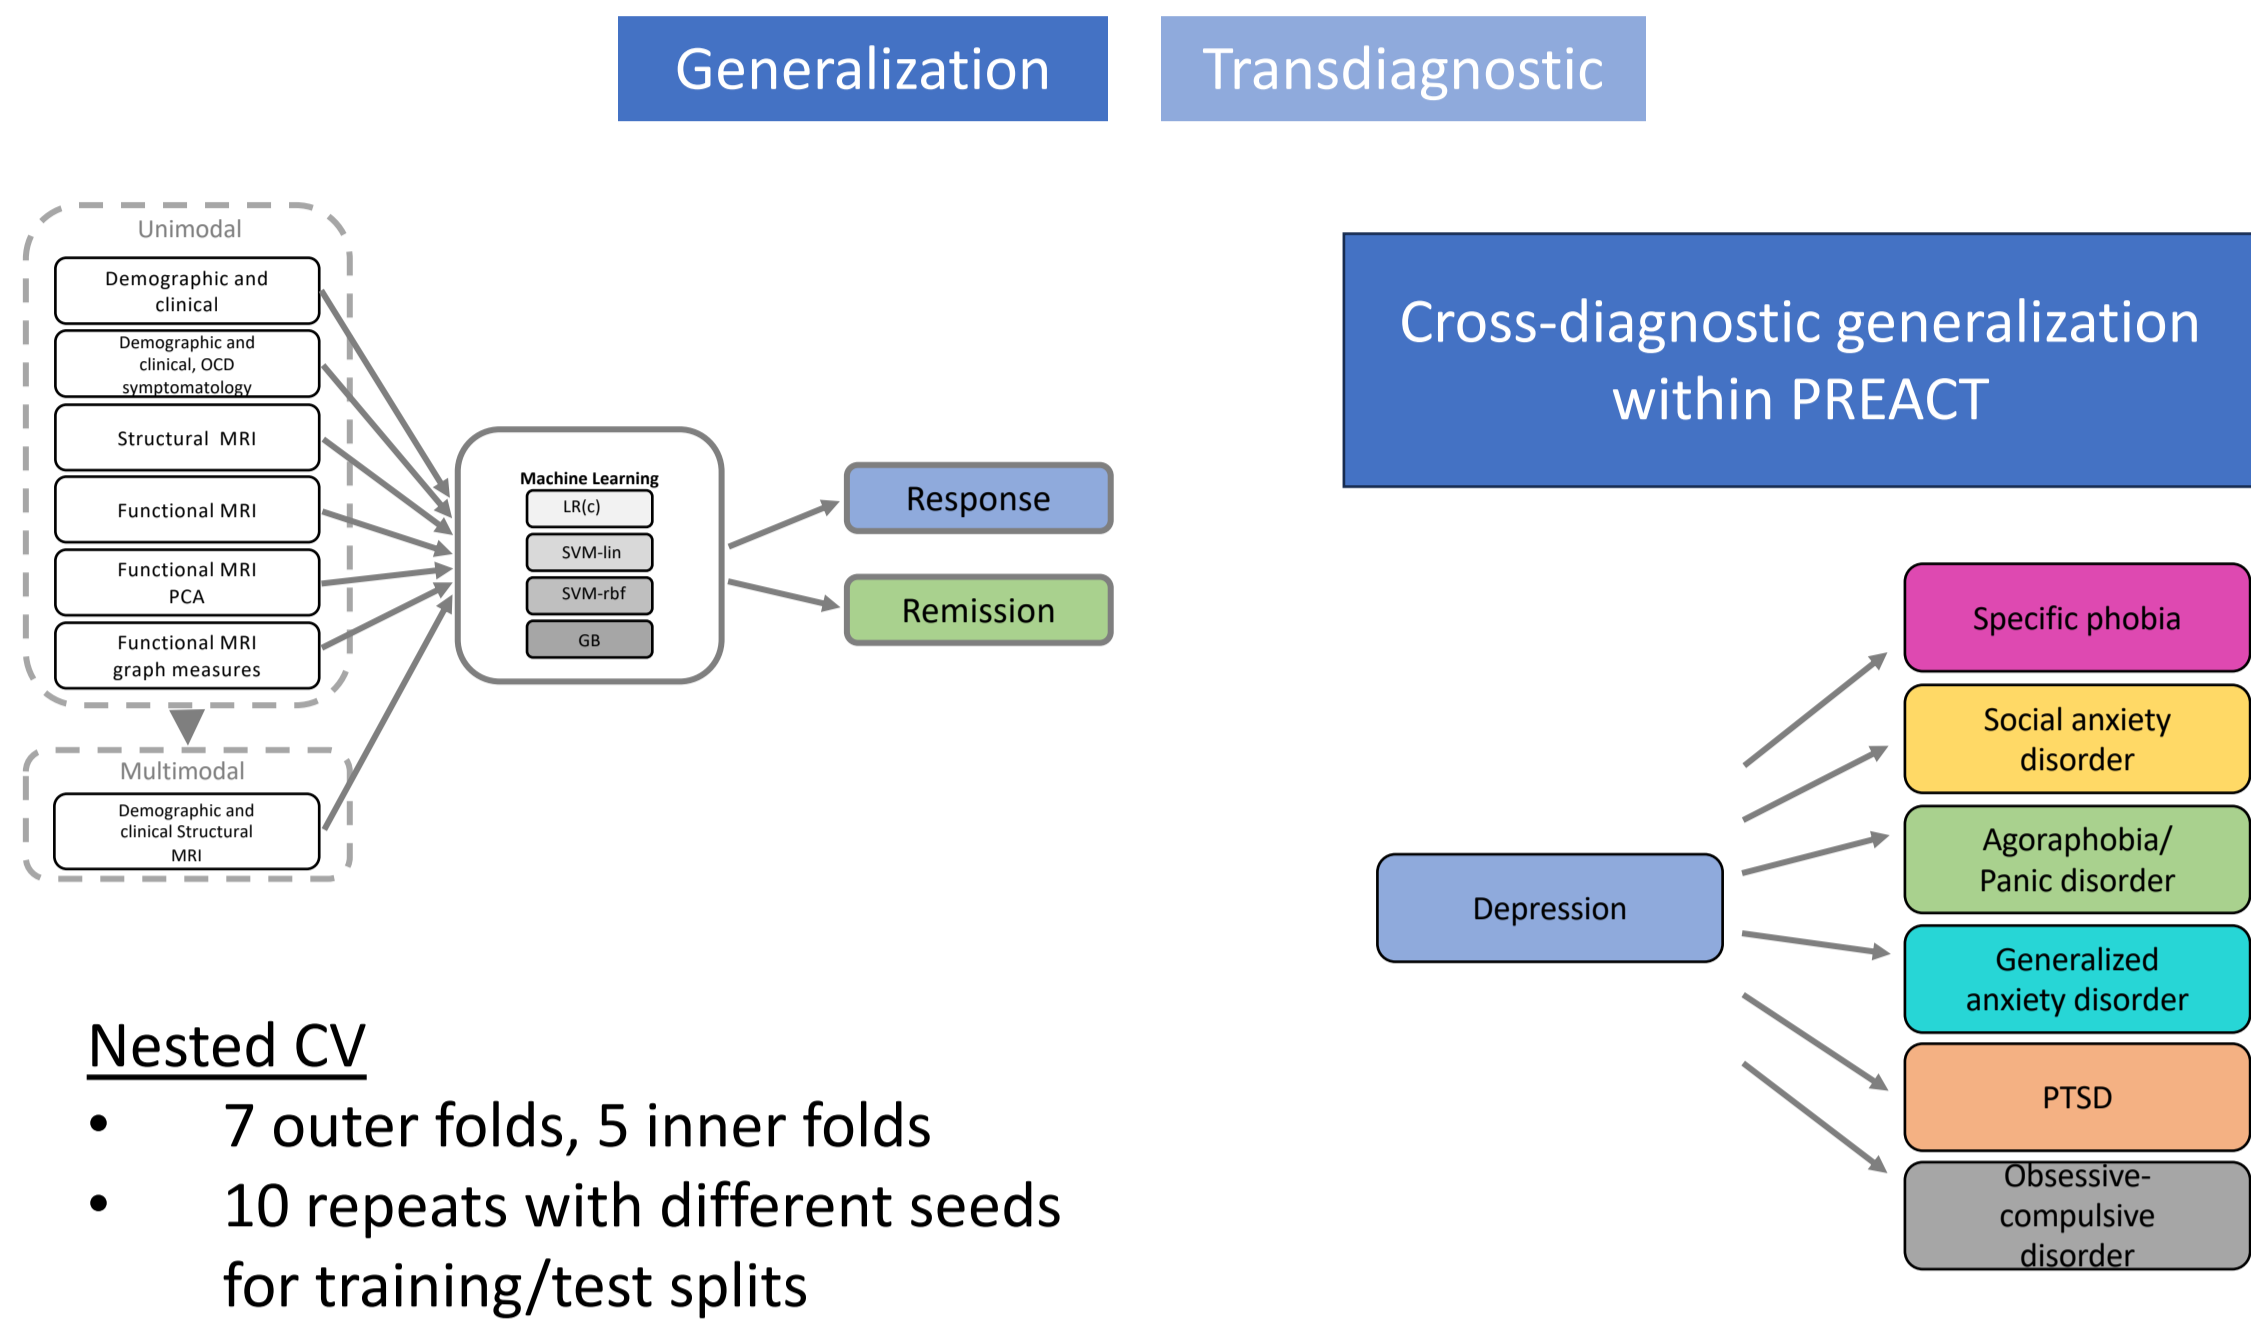 Generalization
Transdiagnostic
Unimodal
Demographic and
clinical
Demographic and
clinical, OCD
symptomatology
Structural MRI
Functional MRI
Functional MRI
PCA
Functional MRI
graph measures
Multimodal
Demographic and
clinical Structural
MRI
Machine Learning
LR(c)
SVM-lin
SVM-rbf
GB
Response
Remission
Nested CV
• 7 outer folds, 5 inner folds
• 10 repeats with different seeds
for training/test splits
Cross-diagnostic generalization
within PREACT
Depression
Specific phobia
Social anxiety
disorder
Agoraphobia/
Panic disorder
Generalized
anxiety disorder
PTSD
Obsessive-
compulsive
disorder